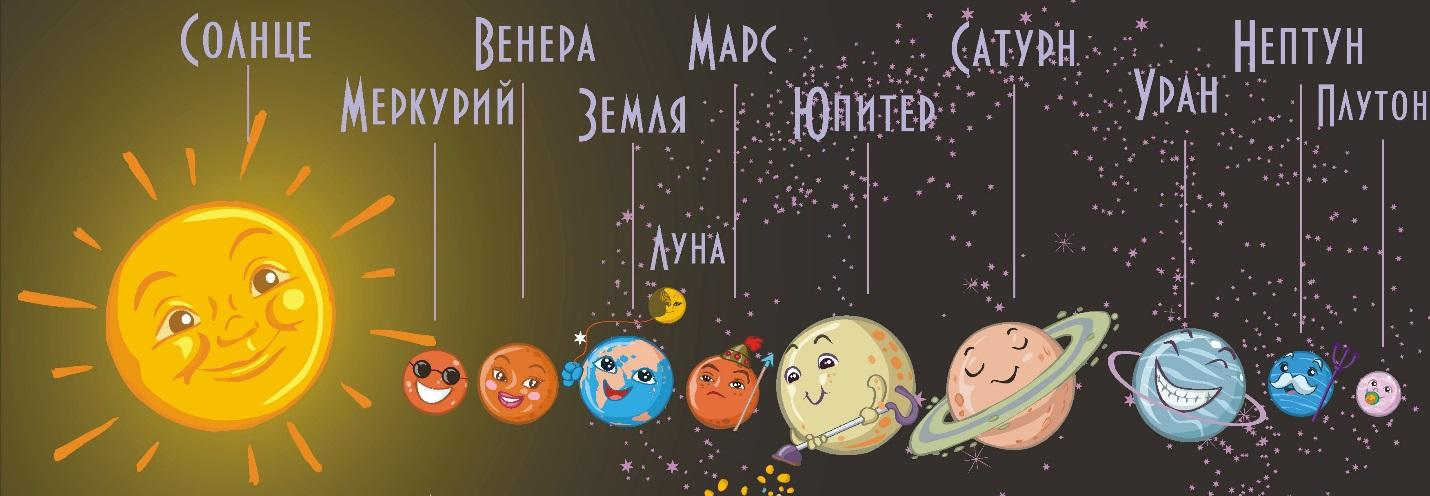 Солнце
Меркурий
Венера
Земля
Луна
Марс
Юпитер
Сатурн
Уран
Нептун
Плутон